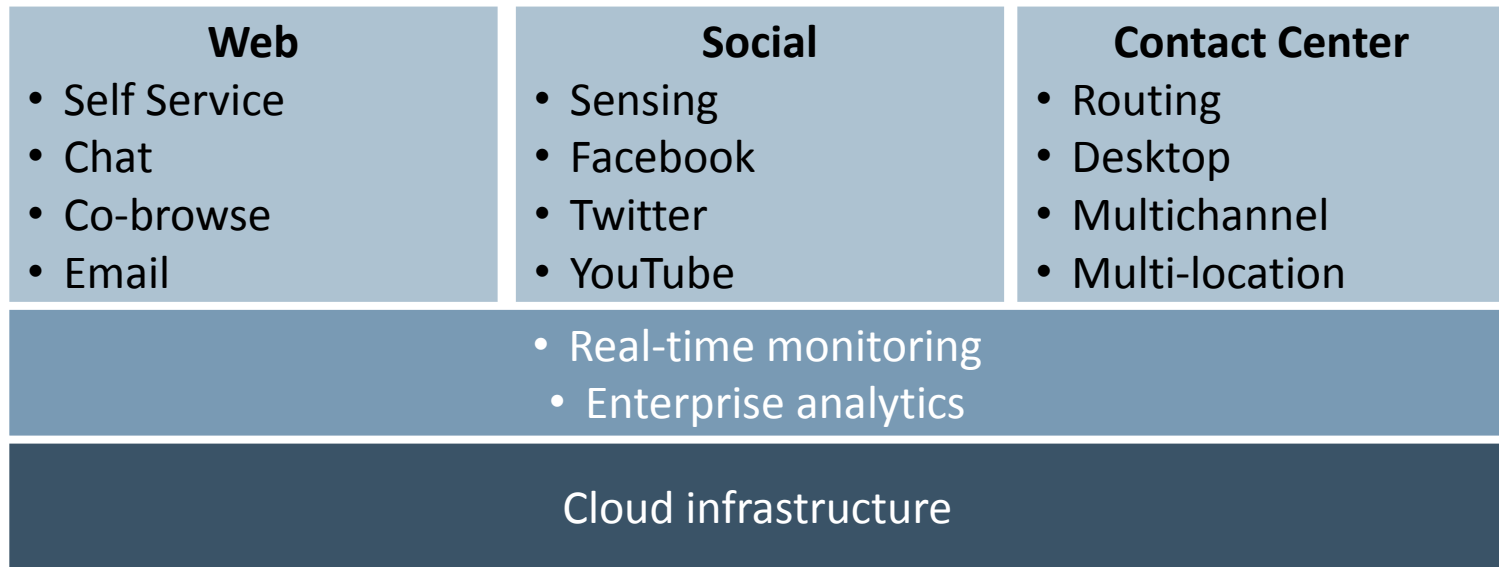 Web
• Self Service
• Chat
• Co-browse
• Email
Social
• Sensing
• Facebook
• Twitter
• YouTube
Contact Center
• Routing
• Desktop
• Multichannel
• Multi-location
• Real-time monitoring
• Enterprise analytics
Cloud infrastructure